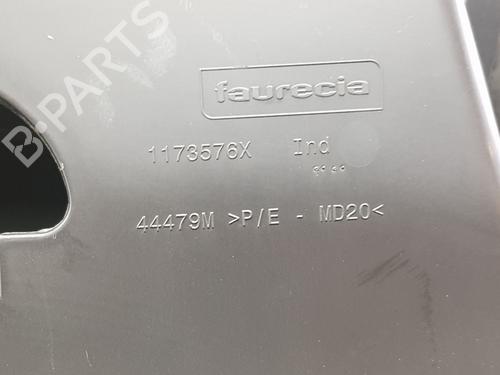 B-PARTS
faurecia
1173576X Ind
44479M >P/E - MD20<